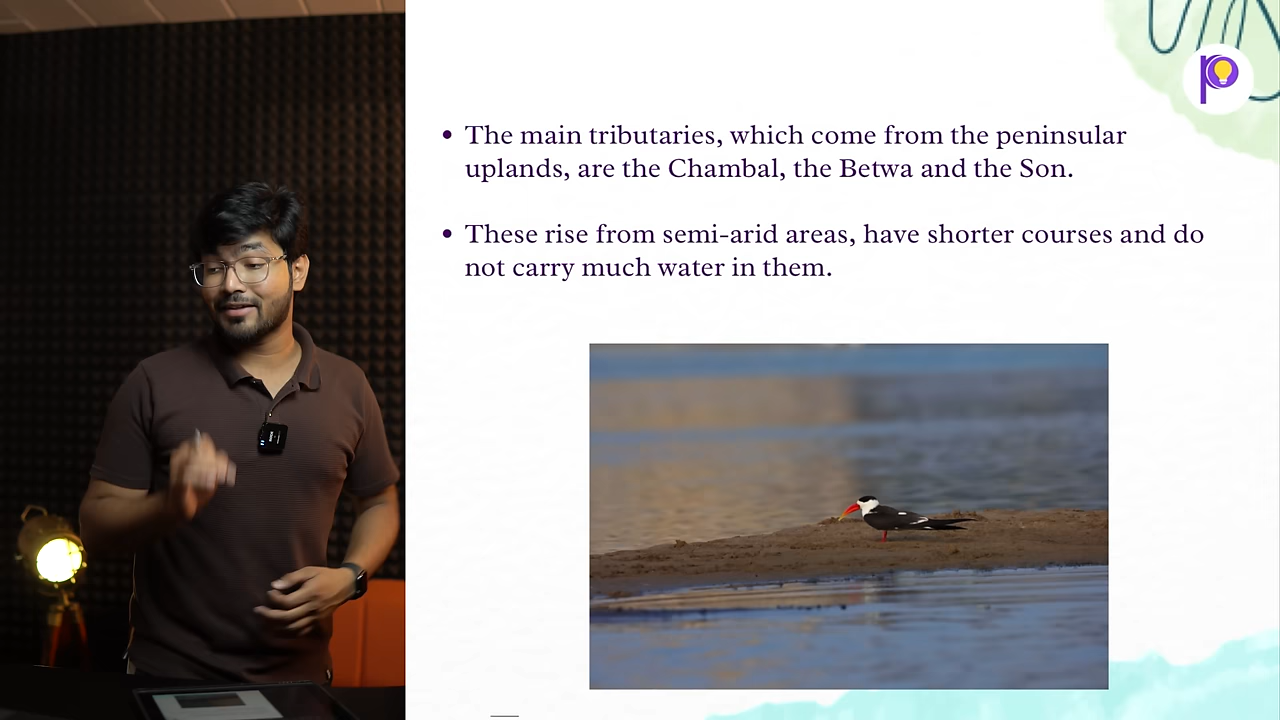 • The main tributaries, which come from the peninsular
uplands, are the Chambal, the Betwa and the Son.
• These rise from semi-arid areas, have shorter courses and do
not carry much water in them.